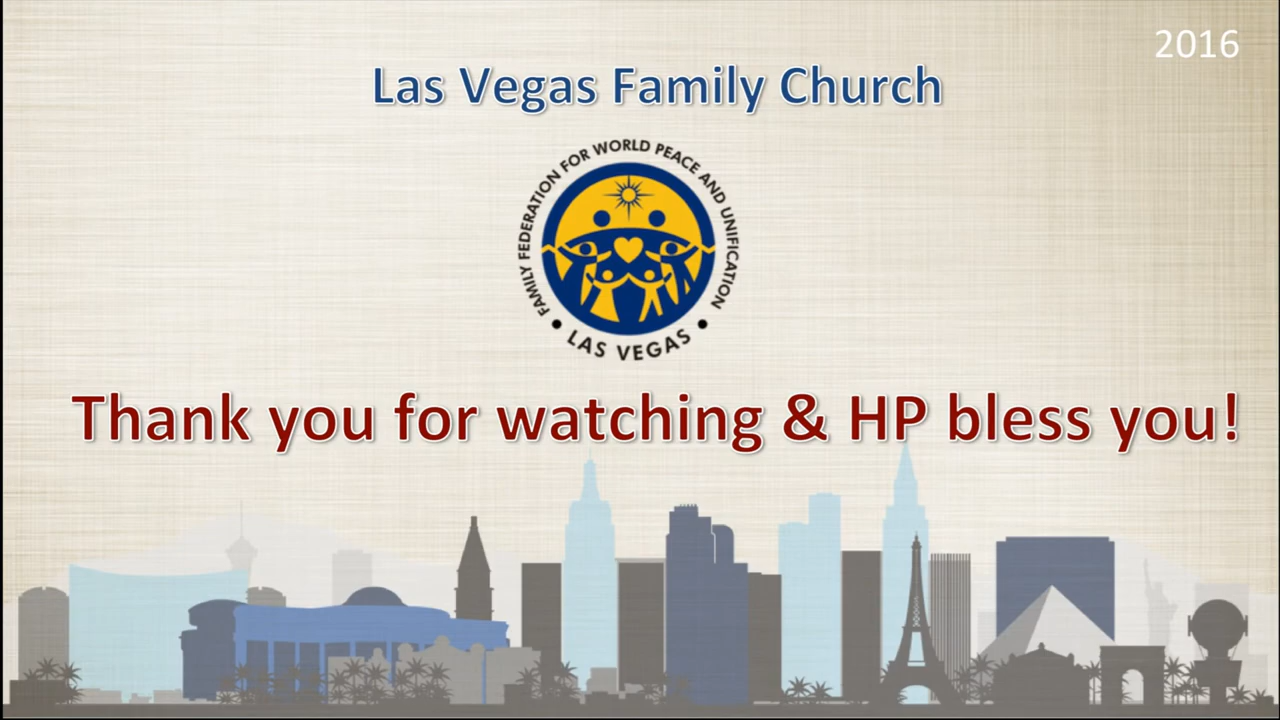 2016
Las Vegas Family Church
FAMILY FEDERATION FOR WORLD PEACE AND UNIFICATION
• LAS VEGAS •
Thank you for watching & HP bless you!